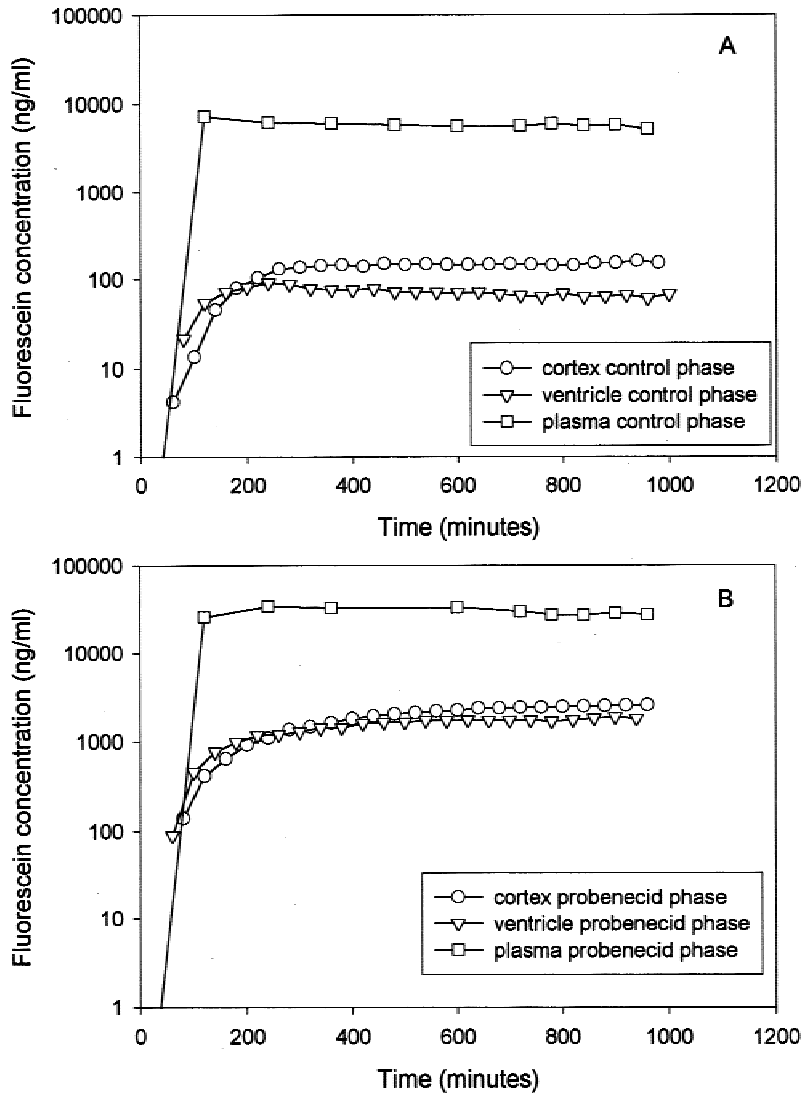 100000
10000
1000
100
10
1
Fluorescein concentration (ng/ml)
A
cortex control phase
ventricle control phase
plasma control phase
0 200 400 600 800 1000 1200
Time (minutes)
100000
10000
1000
100
10
1
Fluorescein concentration (ng/ml)
B
cortex probenecid phase
ventricle probenecid phase
plasma probenecid phase
0 200 400 600 800 1000 1200
Time (minutes)